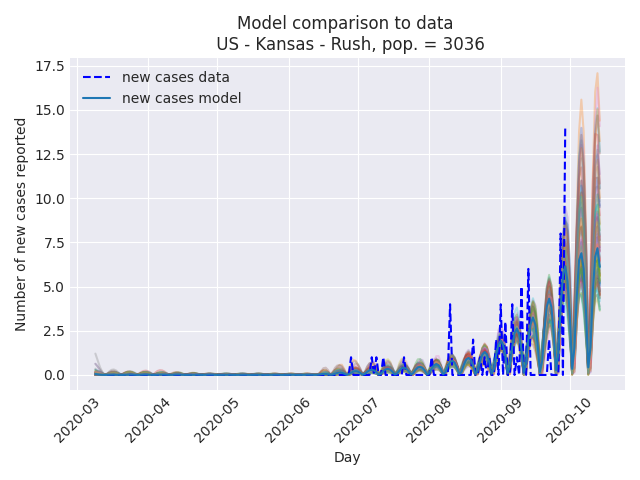 Model comparison to data
US - Kansas - Rush, pop. = 3036
17.5
15.0
12.5
10.0
7.5
5.0
2.5
0.0
Number of new cases reported
new cases data
new cases model
2020-03
2020-04
2020-05
2020-06
2020-07
2020-08
2020-09
2020-10
Day